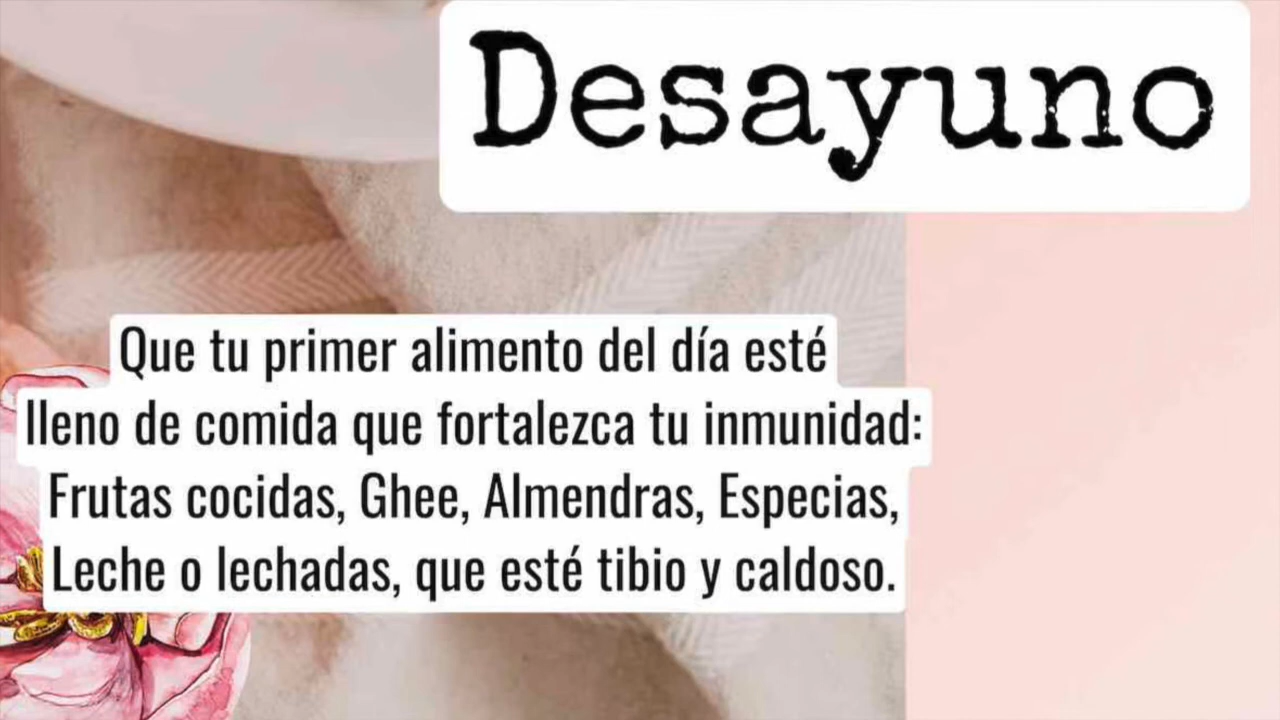 Desayuno
Que tu primer alimento del día esté
lleno de comida que fortalezca tu inmunidad:
Frutas cocidas, Ghee, Almendras, Especias,
Leche o lechadas, que esté tibio y caldoso.